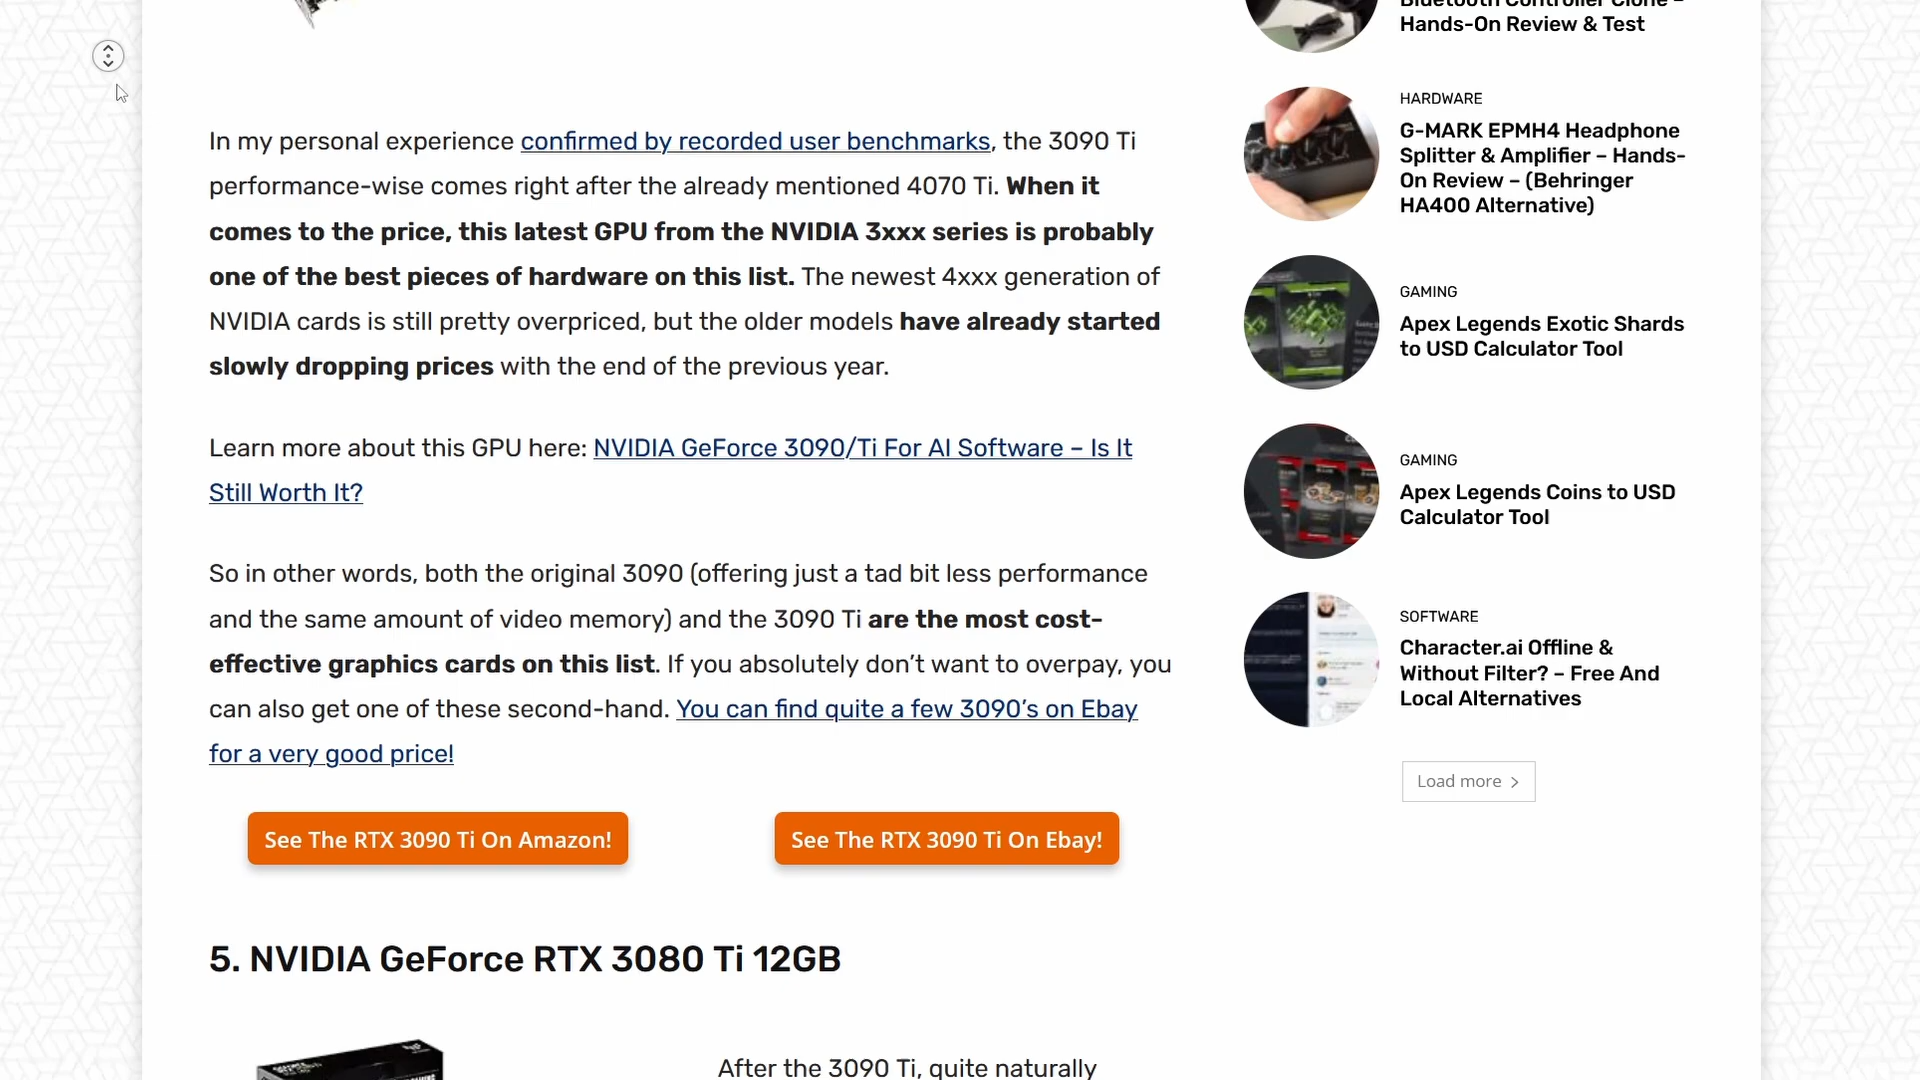 In my personal experience confirmed by recorded user benchmarks, the 3090 Ti
performance-wise comes right after the already mentioned 4070 Ti. When it
comes to the price, this latest GPU from the NVIDIA 3xxx series is probably
one of the best pieces of hardware on this list. The newest 4xxx generation of
NVIDIA cards is still pretty overpriced, but the older models have already started
slowly dropping prices with the end of the previous year.
Learn more about this GPU here: NVIDIA GeForce 3090/Ti For AI Software – Is It
Still Worth It?
So in other words, both the original 3090 (offering just a tad bit less performance
and the same amount of video memory) and the 3090 Ti are the most cost-
effective graphics cards on this list. If you absolutely don’t want to overpay, you
can also get one of these second-hand. You can find quite a few 3090’s on Ebay
for a very good price!
See The RTX 3090 Ti On Amazon!
See The RTX 3090 Ti On Ebay!
5. NVIDIA GeForce RTX 3080 Ti 12GB
After the 3090 Ti, quite naturally
Bluetooth Controller Clone –
Hands-On Review & Test
HARDWARE
G-MARK EPMH4 Headphone
Splitter & Amplifier – Hands-
On Review – (Behringer
HA400 Alternative)
GAMING
Apex Legends Exotic Shards
to USD Calculator Tool
GAMING
Apex Legends Coins to USD
Calculator Tool
SOFTWARE
Character.ai Offline &
Without Filter? – Free And
Local Alternatives
Load more